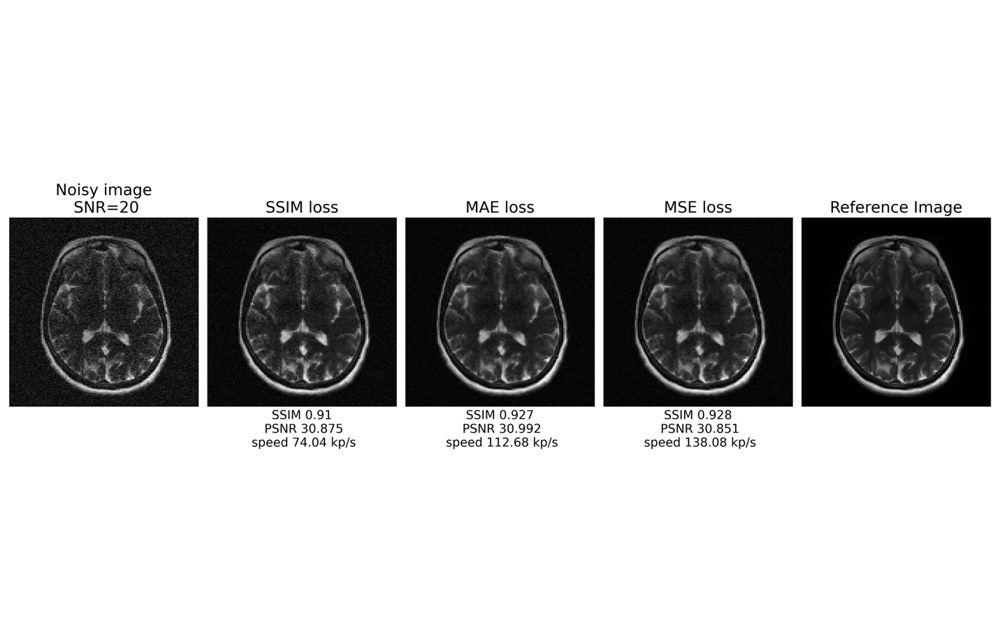 Noisy image
SNR=20
SSIM loss
MAE loss
MSE loss
Reference Image
SSIM 0.91
PSNR 30.875
speed 74.04 kp/s
SSIM 0.927
PSNR 30.992
speed 112.68 kp/s
SSIM 0.928
PSNR 30.851
speed 138.08 kp/s